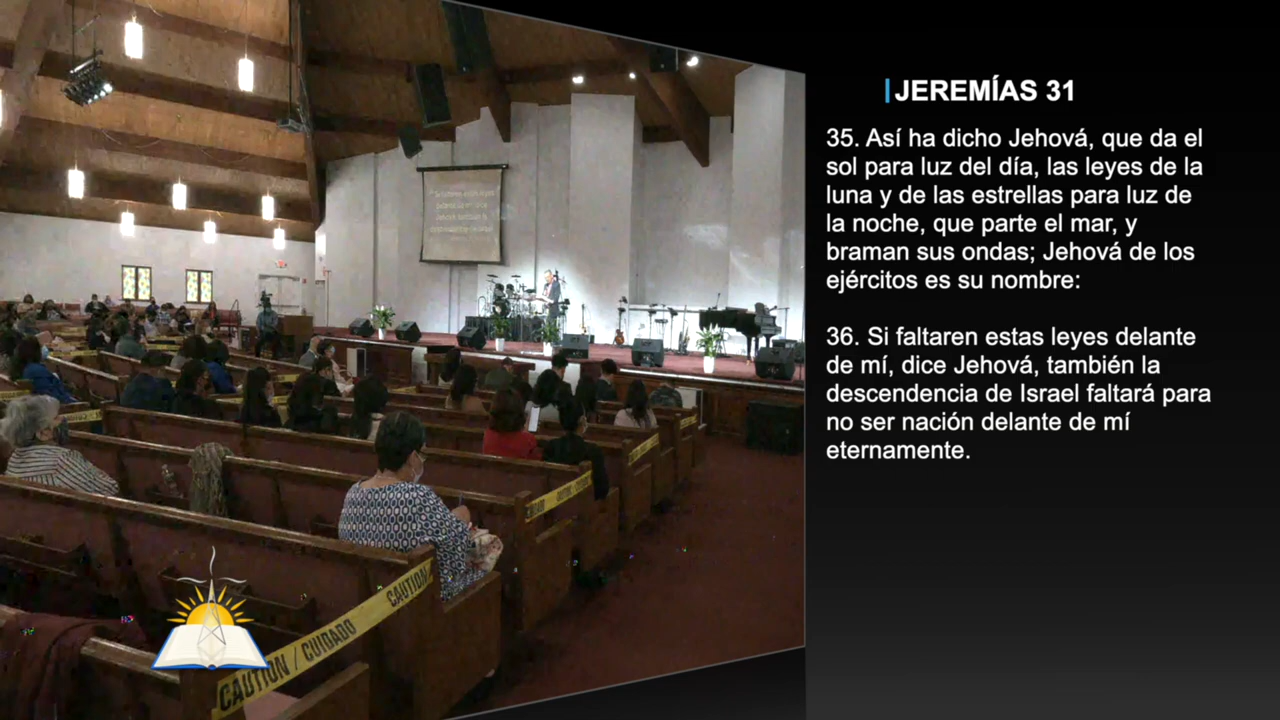 JEREMÍAS 31
35. Así ha dicho Jehová, que da el
sol para luz del día, las leyes de la
luna y de las estrellas para luz de
la noche, que parte el mar, y
braman sus ondas; Jehová de los
ejércitos es su nombre:
36. Si faltaren estas leyes delante
de mí, dice Jehová, también la
descendencia de Israel faltará para
no ser nación delante de mí
eternamente.
CAUTION / CUIDADO
CAUTION